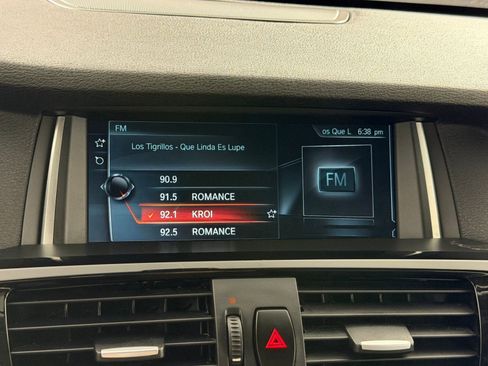 FM
os Que L 6:38 pm
Los Tigrillos - Que Linda Es Lupe
90.9
91.5 ROMANCE
✓ 92.1 KROI
92.5 ROMANCE
FM